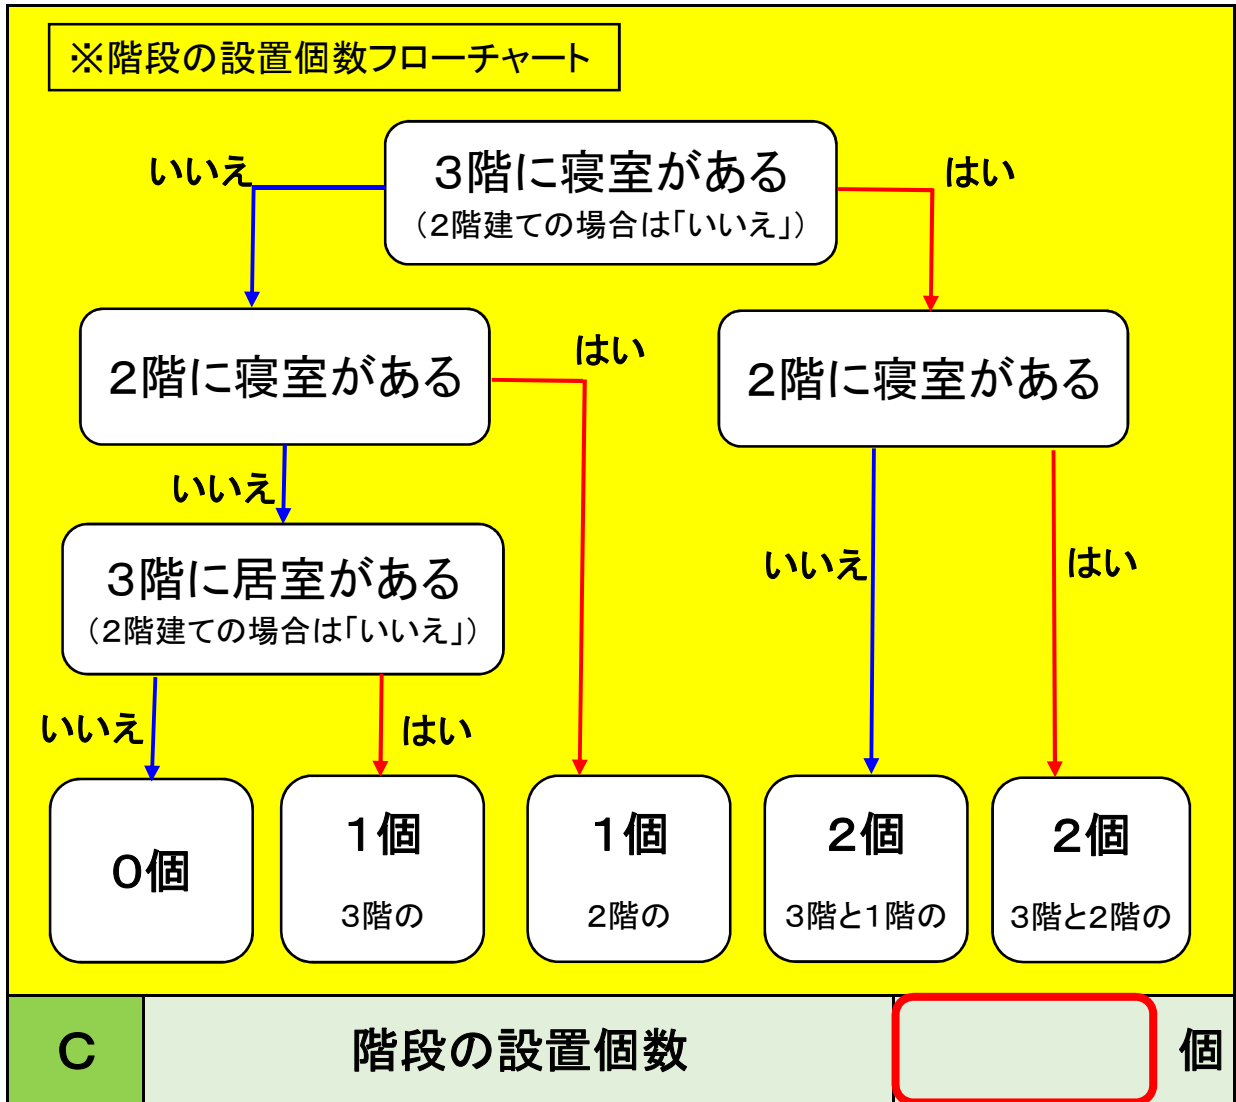 ※階段の設置個数フローチャート
いいえ
3階に寝室がある
(2階建ての場合は「いいえ」)
はい
2階に寝室がある
はい
2階に寝室がある
いいえ
3階に居室がある
(2階建ての場合は「いいえ」)
いいえ
はい
いいえ
はい
0個
1個
3階の
1個
2階の
2個
3階と1階の
2個
3階と2階の
C
階段の設置個数
個